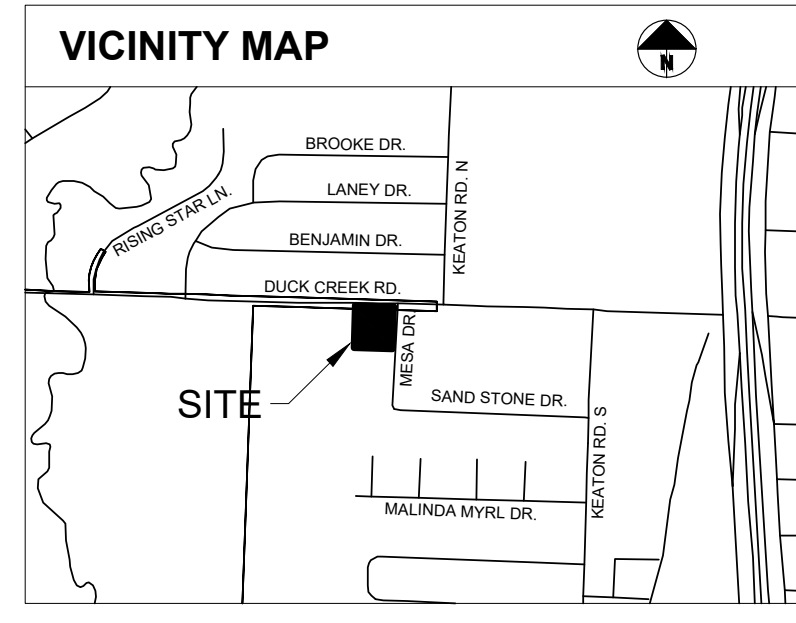 VICINITY MAP
N
BROOKE DR.
LANEY DR.
KEATON RD. N
RISING STAR LN.
BENJAMIN DR.
DUCK CREEK RD.
MESA DR.
SITE
SAND STONE DR.
KEATON RD. S
MALINDA MYRL DR.